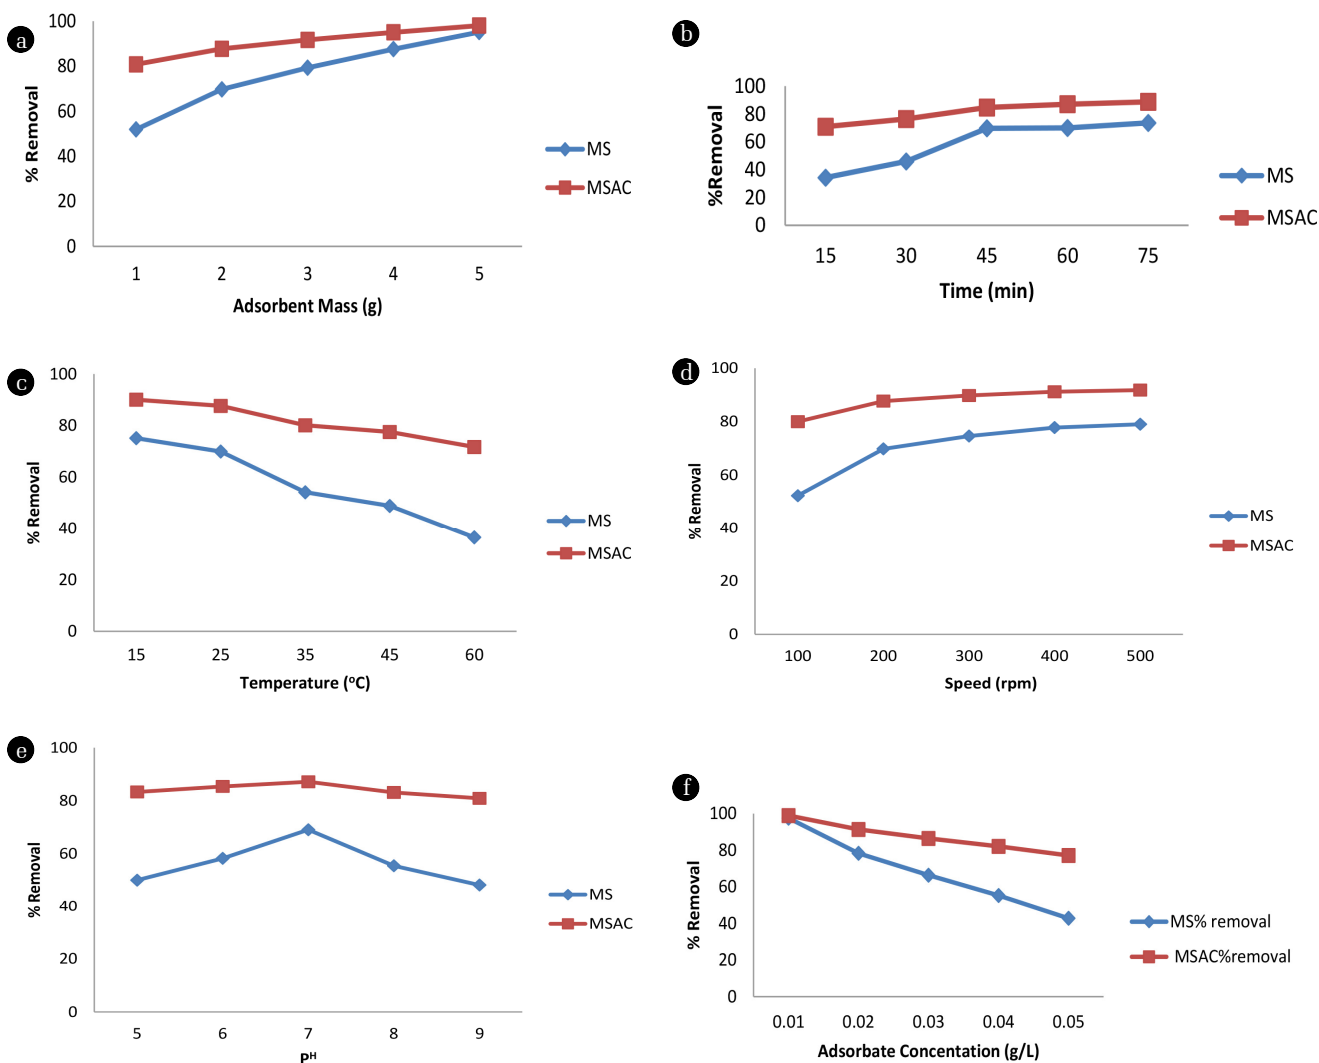 a
100
80
60
40
20
0
% Removal
1 2 3 4 5
Adsorbent Mass (g)
MS
MSAC
b
100
80
60
40
20
0
%Removal
15 30 45 60 75
Time (min)
MS
MSAC
c
100
80
60
40
20
0
% Removal
15 25 35 45 60
Temperature (°C)
MS
MSAC
d
100
80
60
40
20
0
% Removal
100 200 300 400 500
Speed (rpm)
MS
MSAC
e
100
80
60
40
20
0
% Removal
5 6 7 8 9
Pᴴ
MS
MSAC
f
100
80
60
40
20
0
% Removal
0.01 0.02 0.03 0.04 0.05
Adsorbate Concentation (g/L)
MS% removal
MSAC%removal